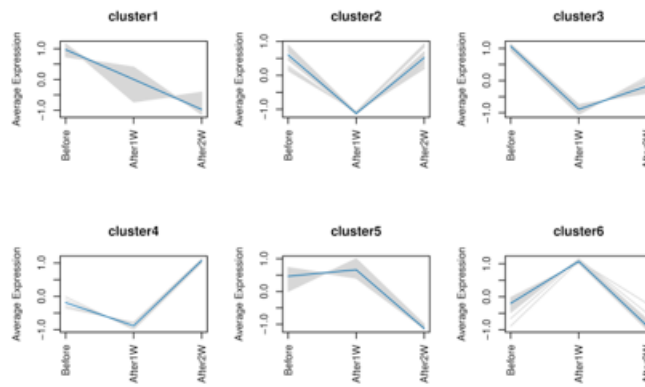 cluster1
cluster2
cluster3
Average Expression
1.0
0.0
−1.0
Before
After1W
After2W
Average Expression
1.0
0.0
−1.0
Before
After1W
After2W
Average Expression
1.0
0.0
−1.0
Before
After1W
After2W
cluster4
cluster5
cluster6
Average Expression
1.0
0.0
−1.0
Before
After1W
After2W
Average Expression
1.0
0.0
−1.0
Before
After1W
After2W
Average Expression
1.0
0.0
−1.0
Before
After1W
After2W